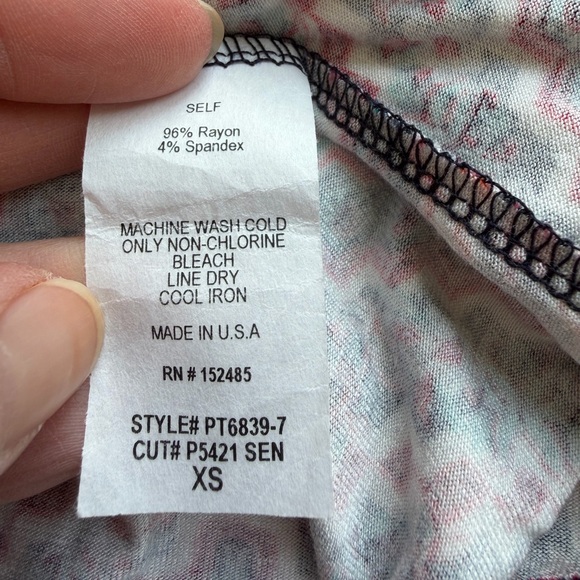 SELF
96% Rayon
4% Spandex
MACHINE WASH COLD
ONLY NON-CHLORINE
BLEACH
LINE DRY
COOL IRON
MADE IN U.S.A
RN # 152485
STYLE# PT6839-7
CUT# P5421 SEN
XS